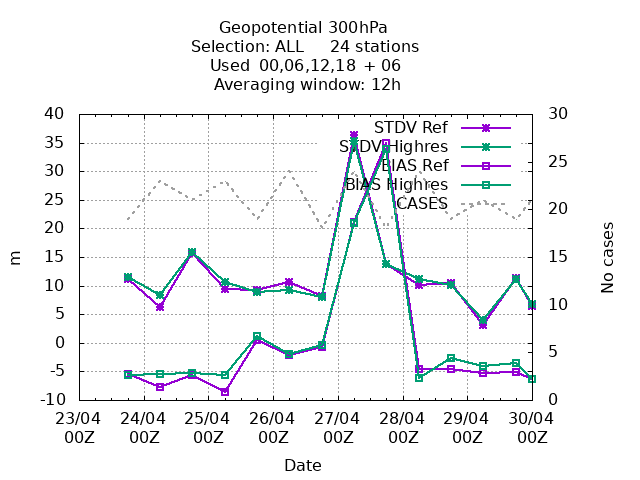 Geopotential 300hPa
Selection: ALL 24 stations
Used 00,06,12,18 + 06
Averaging window: 12h
40
35
30
25
20
15
10
5
0
-5
-10
m
30
25
20
15
10
5
0
No cases
STDV Ref
STDV Highres
BIAS Ref
BIAS Highres
CASES
23/04 24/04 25/04 26/04 27/04 28/04 29/04 30/04
00Z 00Z 00Z 00Z 00Z 00Z 00Z 00Z
Date